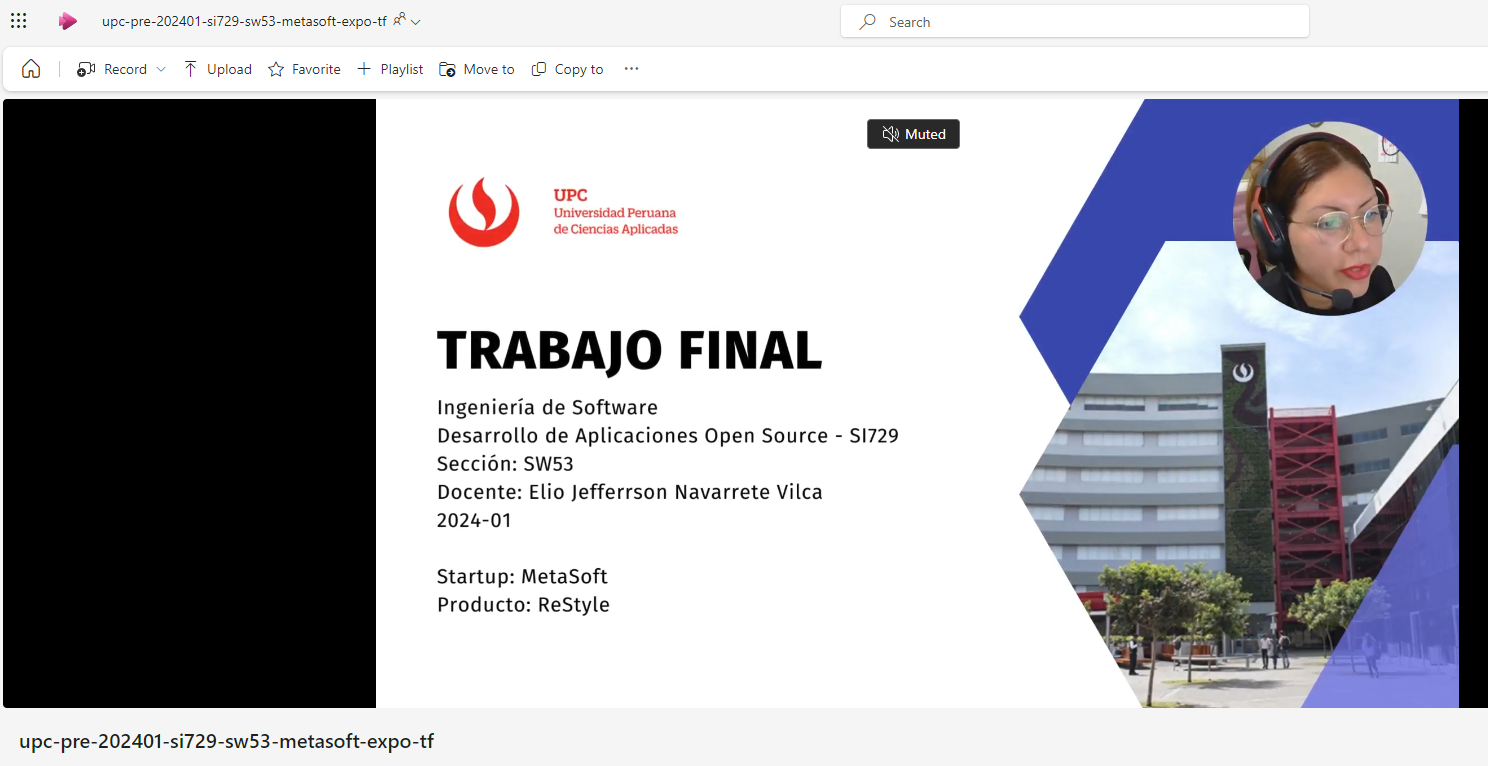 upc-pre-202401-si729-sw53-metasoft-expo-tf
Search
Record
Upload
Favorite
Playlist
Move to
Copy to
Muted
UPC
Universidad Peruana
de Ciencias Aplicadas
TRABAJO FINAL
Ingeniería de Software
Desarrollo de Aplicaciones Open Source - SI729
Sección: SW53
Docente: Elio Jefferrson Navarrete Vilca
2024-01
Startup: MetaSoft
Producto: ReStyle
upc-pre-202401-si729-sw53-metasoft-expo-tf